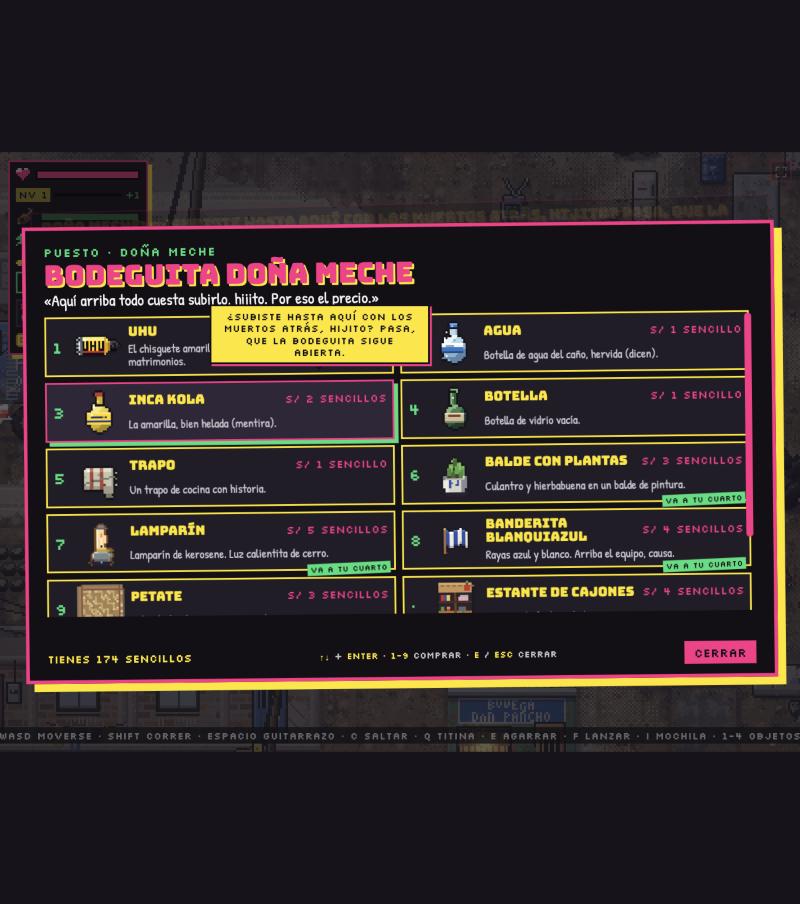 NV 1
+1
PUESTO · DOÑA MECHE
BODEGUITA DOÑA MECHE
«Aquí arriba todo cuesta subirlo, hijito. Por eso el precio.»
¿SUBISTE HASTA AQUÍ CON LOS
MUERTOS ATRÁS, HIJITO? PASA,
QUE LA BODEGUITA SIGUE
ABIERTA.
1
UHU
El chisguete amaril
matrimonios.
AGUA
S/ 1 SENCILLO
Botella de agua del caño, hervida (dicen).
3
INCA KOLA
S/ 2 SENCILLOS
La amarilla, bien helada (mentira).
4
BOTELLA
S/ 1 SENCILLO
Botella de vidrio vacía.
5
TRAPO
S/ 1 SENCILLO
Un trapo de cocina con historia.
6
BALDE CON PLANTAS
S/ 3 SENCILLOS
Culantro y hierbabuena en un balde de pintura.
VA A TU CUARTO
7
LAMPARÍN
S/ 5 SENCILLOS
Lamparín de kerosene. Luz calientita de cerro.
VA A TU CUARTO
8
BANDERITA
BLANQUIAZUL
S/ 4 SENCILLOS
Rayas azul y blanco. Arriba el equipo, causa.
VA A TU CUARTO
9
PETATE
S/ 3 SENCILLOS
·
ESTANTE DE CAJONES
S/ 4 SENCILLOS
TIENES 174 SENCILLOS
↑↓ + ENTER · 1-9 COMPRAR · E / ESC CERRAR
CERRAR
BODEGA
DON PANCHO
WASD MOVERSE · SHIFT CORRER · ESPACIO GUITARRAZO · C SALTAR · Q TITINA · E AGARRAR · F LANZAR · I MOCHILA · 1-4 OBJETOS